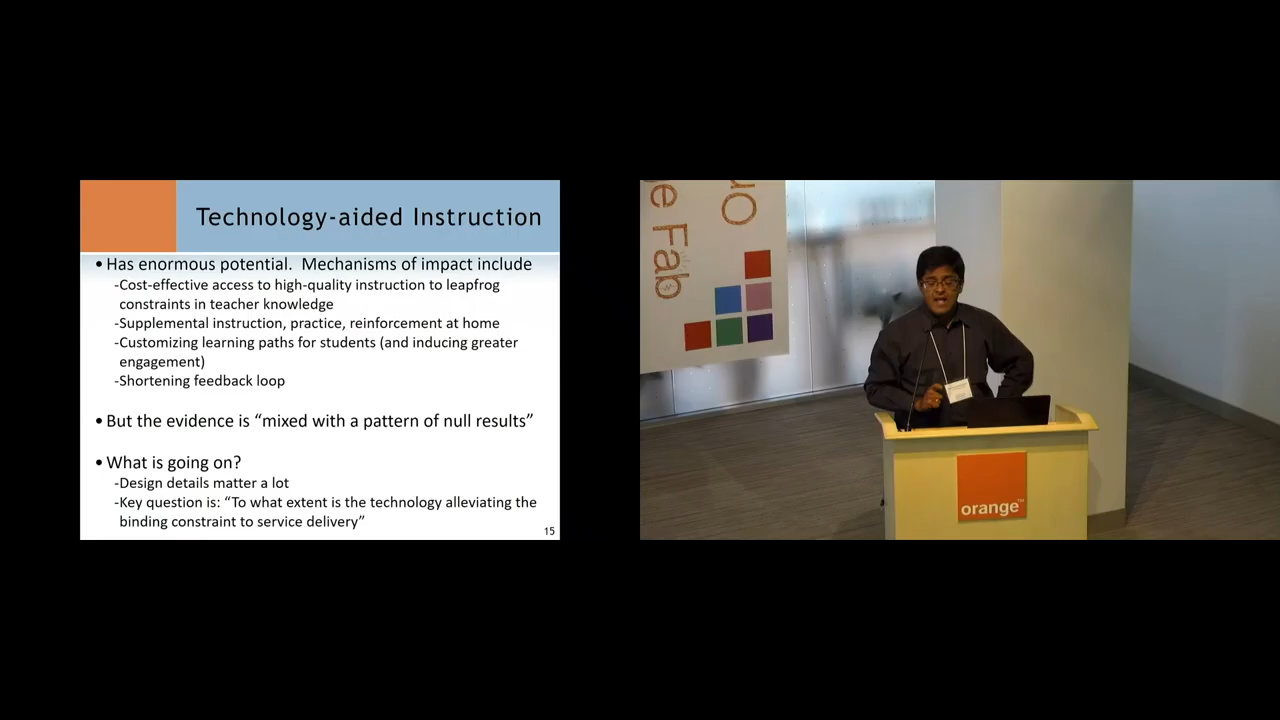 Technology-aided Instruction
• Has enormous potential.  Mechanisms of impact include
-Cost-effective access to high-quality instruction to leapfrog
constraints in teacher knowledge
-Supplemental instruction, practice, reinforcement at home
-Customizing learning paths for students (and inducing greater
engagement)
-Shortening feedback loop
• But the evidence is “mixed with a pattern of null results”
• What is going on?
-Design details matter a lot
-Key question is: “To what extent is the technology alleviating the
binding constraint to service delivery”
15
ge Fab
orange™